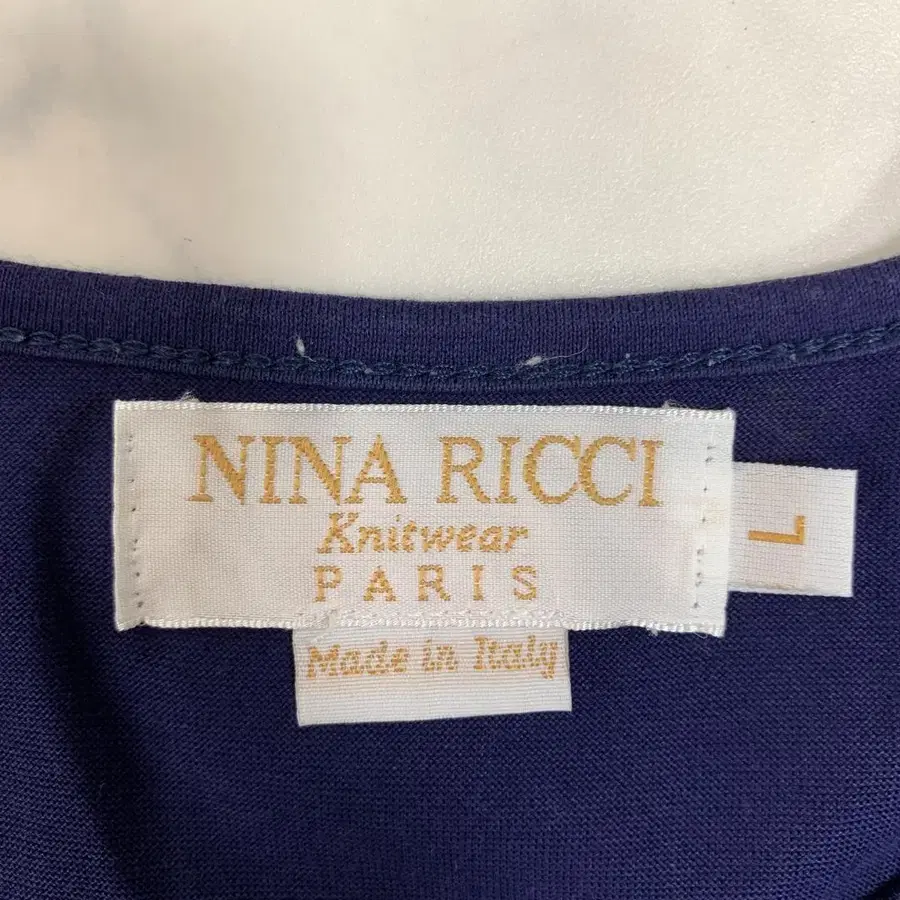 NINA RICCI
Knitwear
PARIS
L
Made in Italy